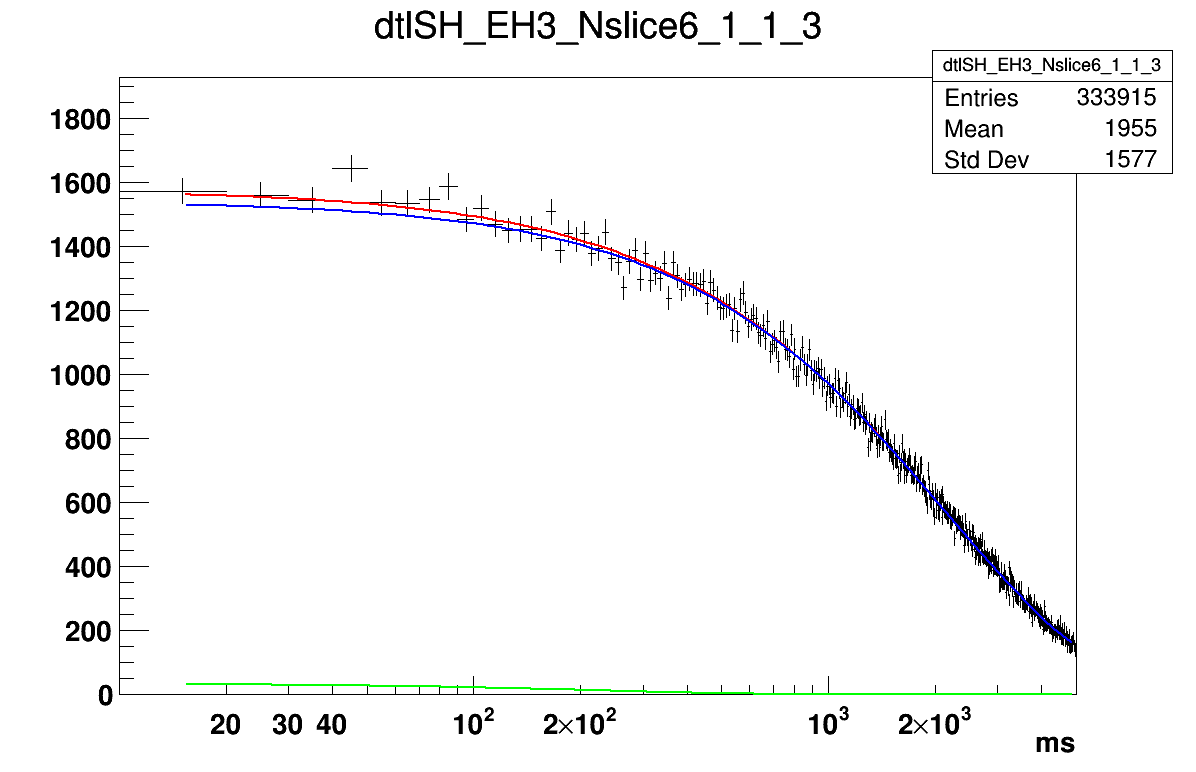 dtlSH_EH3_Nslice6_1_1_3
dtlSH_EH3_Nslice6_1_1_3
Entries 333915
Mean 1955
Std Dev 1577
1800
1600
1400
1200
1000
800
600
400
200
0
20 30 40 10² 2×10² 10³ 2×10³
ms